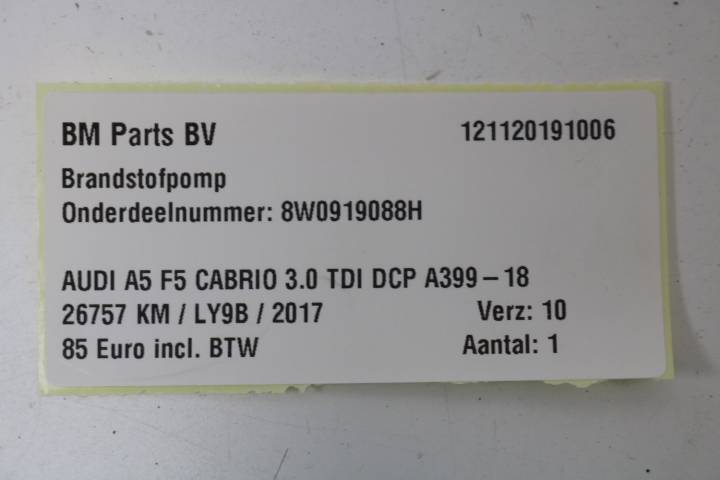 BM Parts BV 121120191006
Brandstofpomp
Onderdeelnummer: 8W0919088H
AUDI A5 F5 CABRIO 3.0 TDI DCP A399 – 18
26757 KM / LY9B / 2017 Verz: 10
85 Euro incl. BTW Aantal: 1